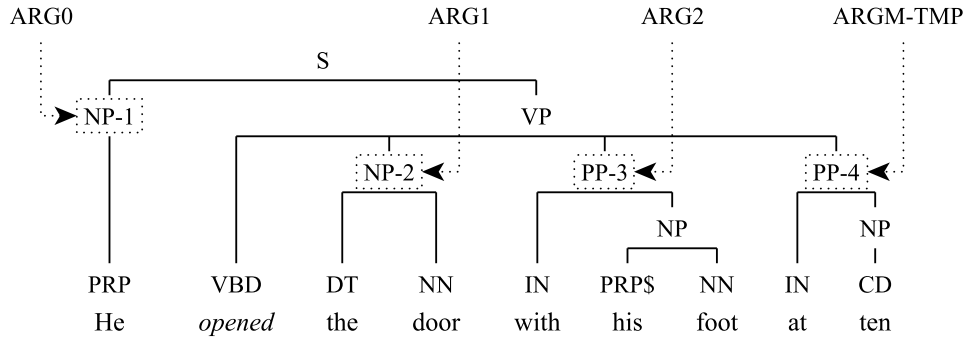 ARG0 ARG1 ARG2 ARGM-TMP
S
NP-1 VP
NP-2 PP-3 PP-4
NP NP
PRP VBD DT NN IN PRP$ NN IN CD
He opened the door with his foot at ten